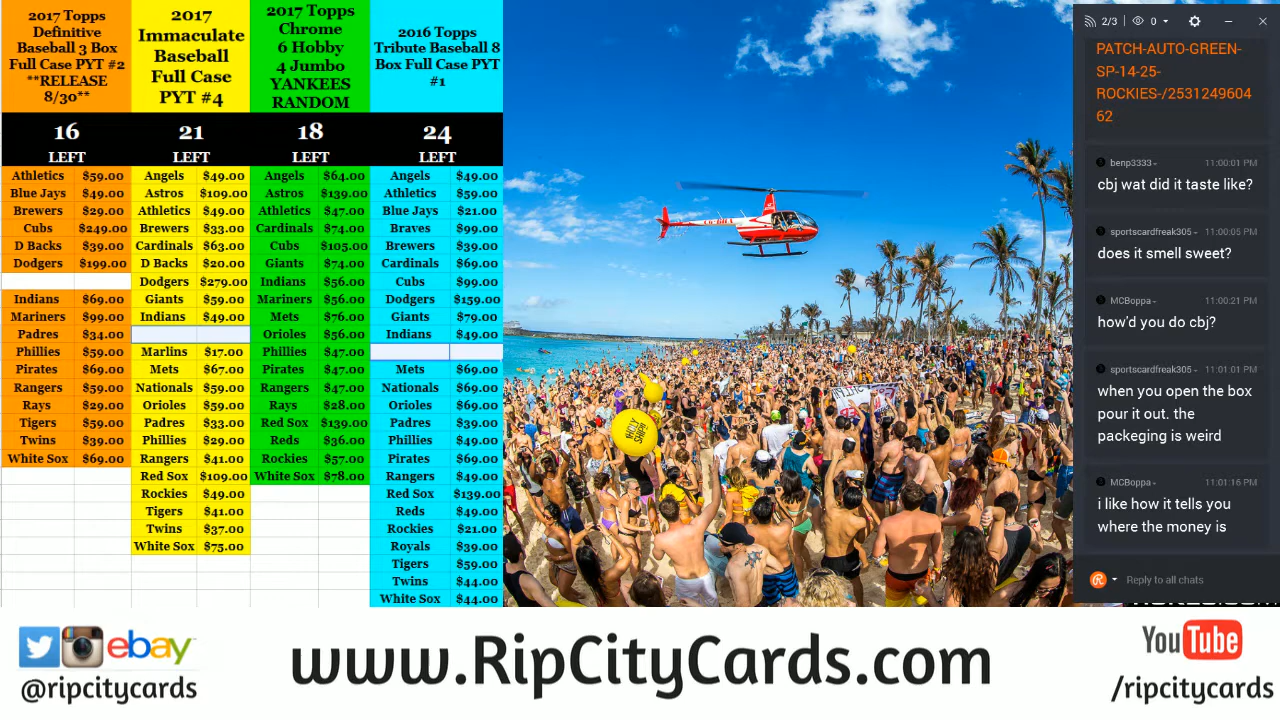 2017 Topps
Definitive
Baseball 3 Box
Full Case PYT #2
**RELEASE
8/30**
16
LEFT
Athletics $59.00
Blue Jays $49.00
Brewers $29.00
Cubs $249.00
D Backs $39.00
Dodgers $199.00
Indians $69.00
Mariners $99.00
Padres $34.00
Phillies $59.00
Pirates $69.00
Rangers $59.00
Rays $29.00
Tigers $59.00
Twins $39.00
White Sox $69.00
2017
Immaculate
Baseball
Full Case
PYT #4
21
LEFT
Angels $49.00
Astros $109.00
Athletics $49.00
Brewers $33.00
Cardinals $63.00
D Backs $20.00
Dodgers $279.00
Giants $59.00
Indians $49.00
Marlins $17.00
Mets $67.00
Nationals $59.00
Orioles $59.00
Padres $33.00
Phillies $29.00
Rangers $41.00
Red Sox $109.00
Rockies $49.00
Tigers $41.00
Twins $37.00
White Sox $75.00
2017 Topps
Chrome
6 Hobby
4 Jumbo
YANKEES
RANDOM
18
LEFT
Angels $64.00
Astros $139.00
Athletics $47.00
Cardinals $74.00
Cubs $105.00
Giants $74.00
Indians $56.00
Mariners $56.00
Mets $76.00
Orioles $56.00
Phillies $47.00
Pirates $47.00
Rangers $47.00
Rays $28.00
Red Sox $139.00
Reds $36.00
Rockies $57.00
White Sox $78.00
2016 Topps
Tribute Baseball 8
Box Full Case PYT
#1
24
LEFT
Angels $49.00
Athletics $59.00
Blue Jays $21.00
Braves $99.00
Brewers $39.00
Cardinals $69.00
Cubs $99.00
Dodgers $159.00
Giants $79.00
Indians $49.00
Mets $69.00
Nationals $69.00
Orioles $69.00
Padres $39.00
Phillies $49.00
Pirates $69.00
Rangers $49.00
Red Sox $139.00
Reds $49.00
Rockies $21.00
Royals $39.00
Tigers $59.00
Twins $44.00
White Sox $44.00
HOLY
SHIP!
2/3 0
PATCH-AUTO-GREEN-
SP-14-25-
ROCKIES-/2531249604
62
benp3333 11:00:01 PM
cbj wat did it taste like?
sportscardfreak305 11:00:05 PM
does it smell sweet?
MCBoppa 11:00:21 PM
how'd you do cbj?
sportscardfreak305 11:01:01 PM
when you open the box
pour it out. the
packeging is weird
MCBoppa 11:01:16 PM
i like how it tells you
where the money is
Reply to all chats
ebay
@ripcitycards
www.RipCityCards.com
YouTube
/ripcitycards